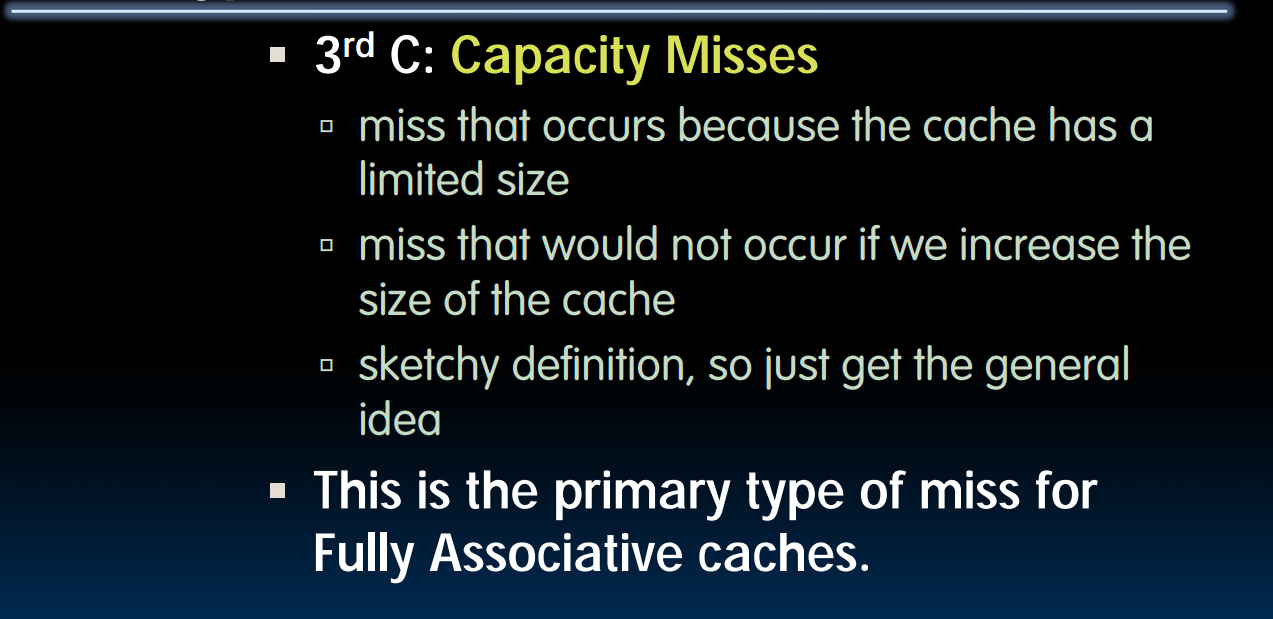 3rd C: Capacity Misses
miss that occurs because the cache has a
limited size
miss that would not occur if we increase the
size of the cache
sketchy definition, so just get the general
idea
This is the primary type of miss for
Fully Associative caches.